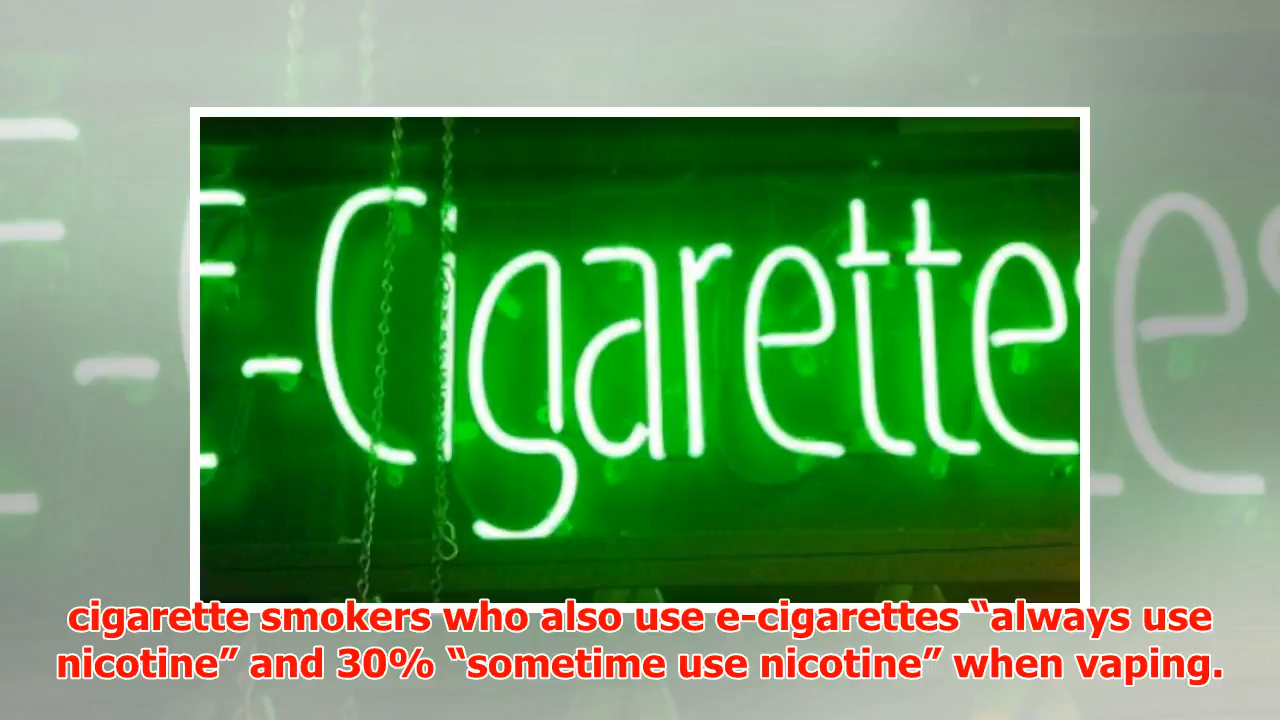 E-Cigarettes
cigarette smokers who also use e-cigarettes “always use
nicotine” and 30% “sometime use nicotine” when vaping.